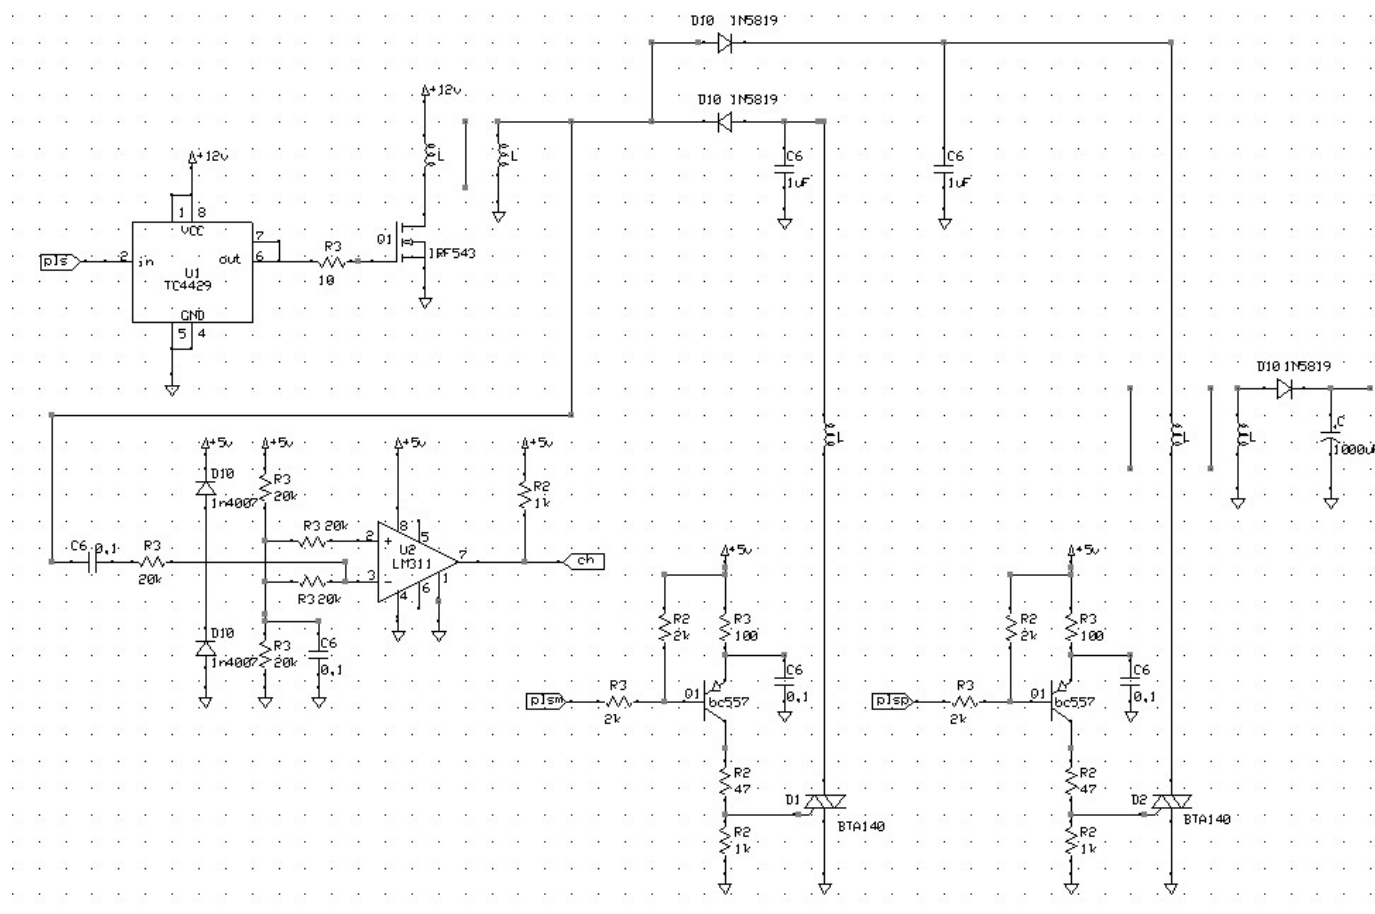 D10 1N5819
+12v
D10 1N5819
L
L
C6
1uF
C6
1uF
+12v
1 8
VCC
7
pls
2
in
out
6
U1
TC4429
GND
5 4
R3
10
Q1
IRF543
D10 1N5819
L
L
C
1000uF
+5v
+5v
+5v
+5v
D10
1n4007
R3
20k
R2
1k
R3 20k
2
+
8
5
U2
LM311
7
ch
C6 0,1
R3
20k
3
-
6
1
4
R3 20k
D10
1n4007
R3
20k
C6
0,1
L
+5v
+5v
R2
2k
R3
100
R2
2k
R3
100
C6
0,1
C6
0,1
plsm
R3
2k
Q1
bc557
plsp
R3
2k
Q1
bc557
R2
47
R2
47
D1
BTA140
D2
BTA140
R2
1k
R2
1k